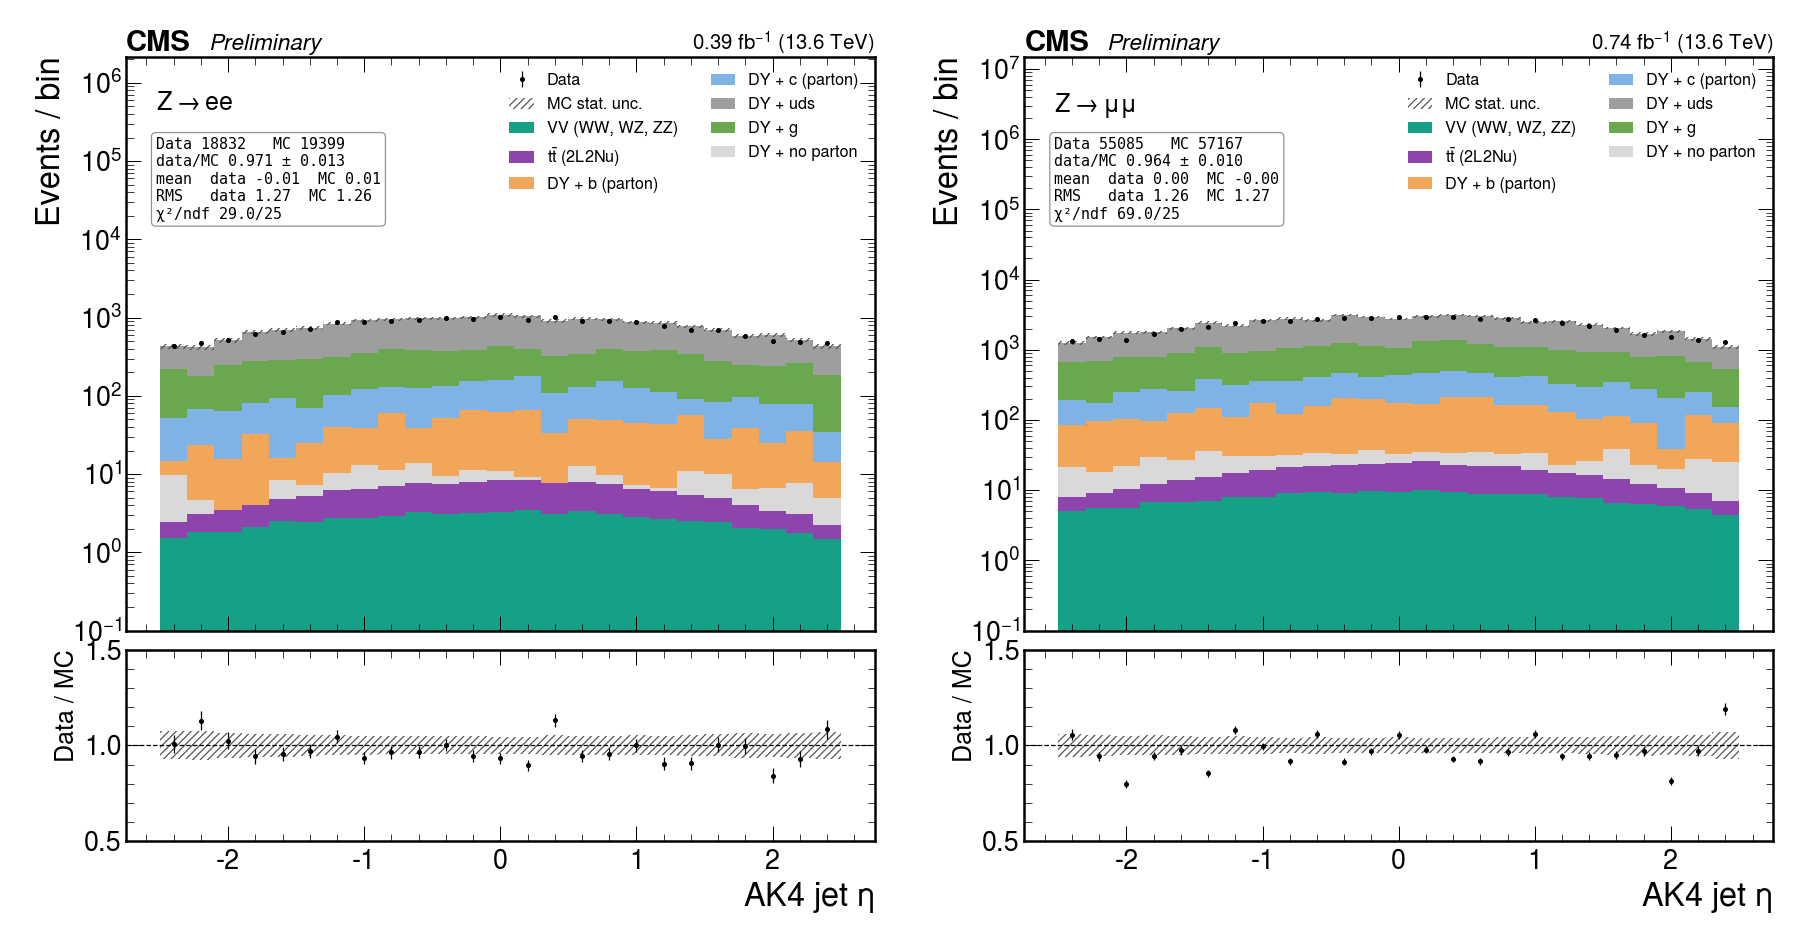 CMS Preliminary 0.39 fb⁻¹ (13.6 TeV)
Events / bin
10⁶
10⁵
10⁴
10³
10²
10¹
10⁰
10⁻¹
Z → ee
Data 18832 MC 19399
data/MC 0.971 ± 0.013
mean data -0.01 MC 0.01
RMS data 1.27 MC 1.26
χ²/ndf 29.0/25
Data
MC stat. unc.
VV (WW, WZ, ZZ)
tt̄ (2L2Nu)
DY + b (parton)
DY + c (parton)
DY + uds
DY + g
DY + no parton
Data / MC
1.5
1.0
0.5
-2 -1 0 1 2
AK4 jet η
CMS Preliminary 0.74 fb⁻¹ (13.6 TeV)
Events / bin
10⁷
10⁶
10⁵
10⁴
10³
10²
10¹
10⁰
10⁻¹
Z → μμ
Data 55085 MC 57167
data/MC 0.964 ± 0.010
mean data 0.00 MC -0.00
RMS data 1.26 MC 1.27
χ²/ndf 69.0/25
Data
MC stat. unc.
VV (WW, WZ, ZZ)
tt̄ (2L2Nu)
DY + b (parton)
DY + c (parton)
DY + uds
DY + g
DY + no parton
Data / MC
1.5
1.0
0.5
-2 -1 0 1 2
AK4 jet η